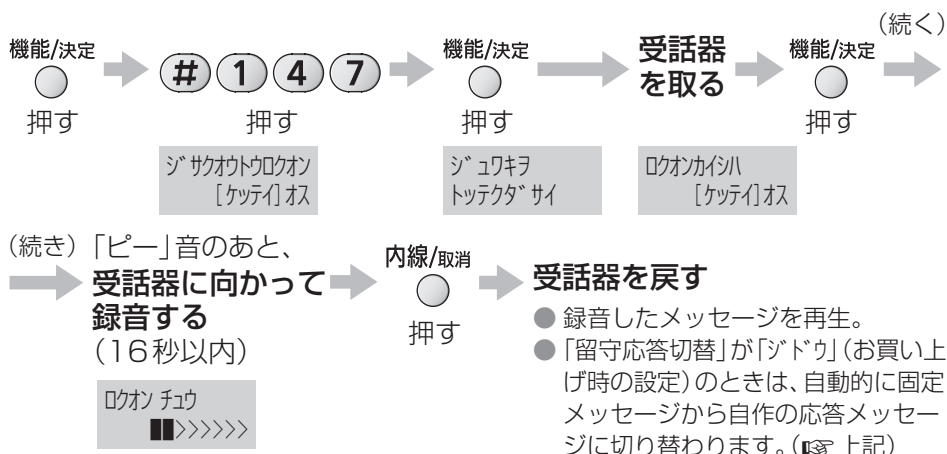 (続く)
機能/決定
押す
#147
押す
ジサクオウトウロクオン
[ケッテイ]オス
機能/決定
押す
ジュワキヲ
トッテクダサイ
受話器
を取る
機能/決定
押す
ロクオンカイシハ
[ケッテイ]オス
(続き)「ピー」音のあと、
受話器に向かって
録音する
(16秒以内)
ロクオン チュウ
▮▮>>>>>>
内線/取消
押す
受話器を戻す
● 録音したメッセージを再生。
●「留守応答切替」が「ジドウ」(お買い上
げ時の設定)のときは、自動的に固定
メッセージから自作の応答メッセー
ジに切り替わります。(☞ 上記)